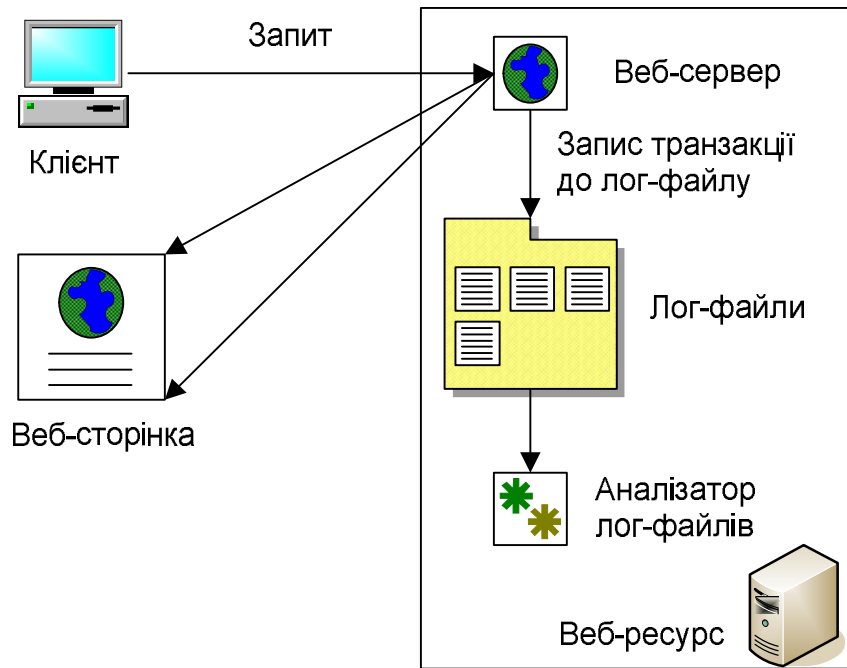 Запит
Веб-сервер
Клієнт
Запис транзакції
до лог-файлу
Лог-файли
Веб-сторінка
Аналізатор
лог-файлів
Веб-ресурс